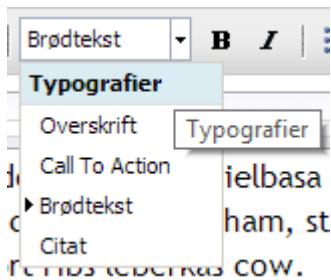 Brødtekst B I
Typografier
Overskrift
Typografier
Call To Action
ielbasa
Brødtekst
ham, st
Citat
cow.